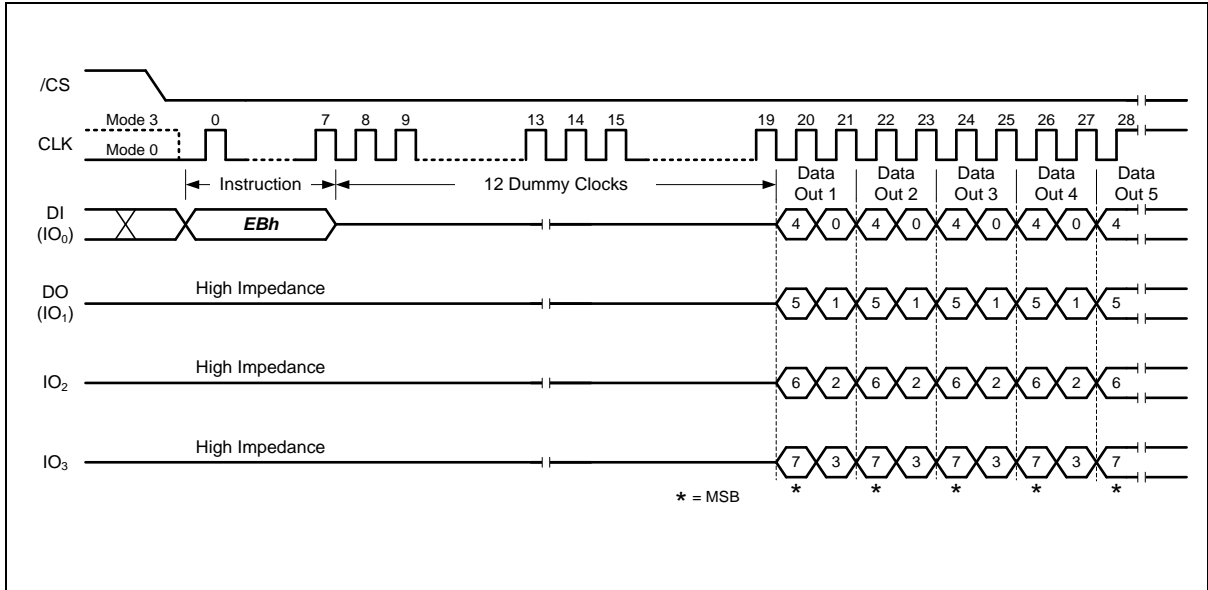 /CS
Mode 3
CLK
Mode 0
0 7 8 9 13 14 15 19 20 21 22 23 24 25 26 27 28
Instruction
12 Dummy Clocks
Data Out 1
Data Out 2
Data Out 3
Data Out 4
Data Out 5
DI
(IO0)
EBh
4 0 4 0 4 0 4 0 4
DO
(IO1)
High Impedance
5 1 5 1 5 1 5 1 5
IO2
High Impedance
6 2 6 2 6 2 6 2 6
IO3
High Impedance
7 3 7 3 7 3 7 3 7
* * * * *
* = MSB